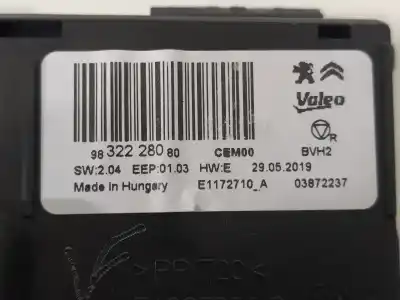 Valeo
R
98 322 280 80 CEM00 BVH2
SW:2.04 EEP:01.03 HW:E 29.05.2019
Made in Hungary E1172710_A 03872237